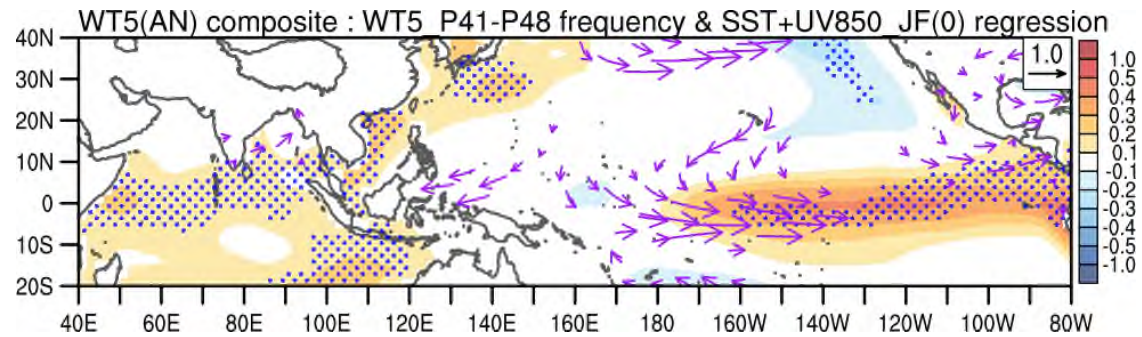 WT5(AN) composite : WT5_P41-P48 frequency & SST+UV850_JF(0) regression
40N
30N
20N
10N
0
10S
20S
40E 60E 80E 100E 120E 140E 160E 180 160W 140W 120W 100W 80W
1.0
1.0
0.5
0.4
0.3
0.2
0.1
-0.1
-0.2
-0.3
-0.4
-0.5
-1.0